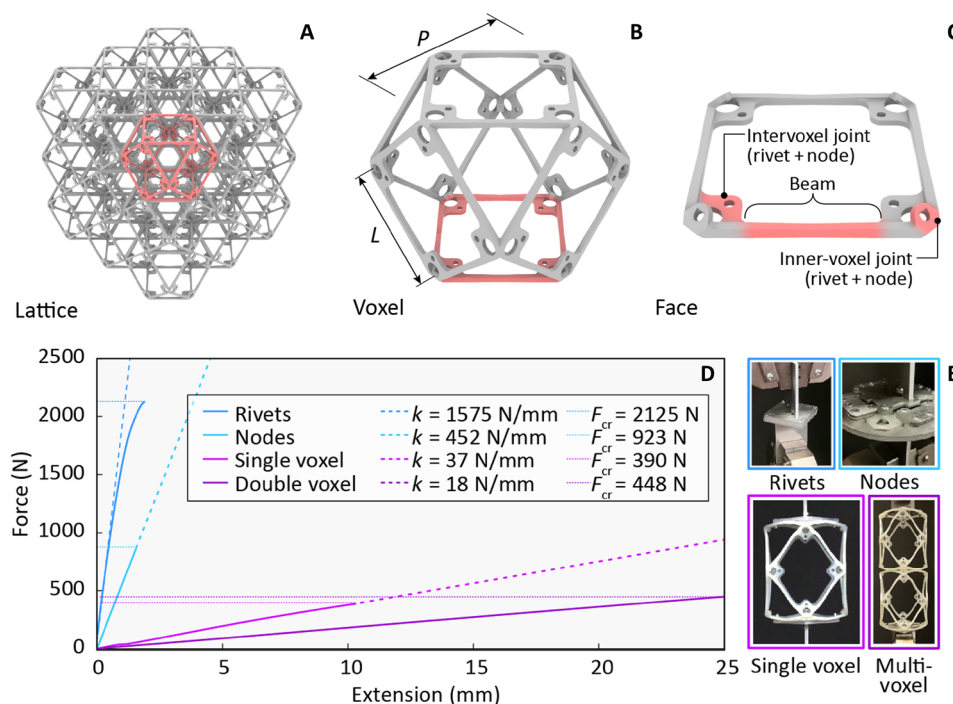 A
B
C
P
L
Lattice
Voxel
Face
Intervoxel joint
(rivet + node)
Beam
Inner-voxel joint
(rivet + node)
D
E
2500
2000
1500
1000
500
0
Force (N)
0
5
10
15
20
25
Extension (mm)
Rivets k = 1575 N/mm Fcr = 2125 N
Nodes k = 452 N/mm Fcr = 923 N
Single voxel k = 37 N/mm Fcr = 390 N
Double voxel k = 18 N/mm Fcr = 448 N
Rivets
Nodes
Single voxel
Multi-
voxel